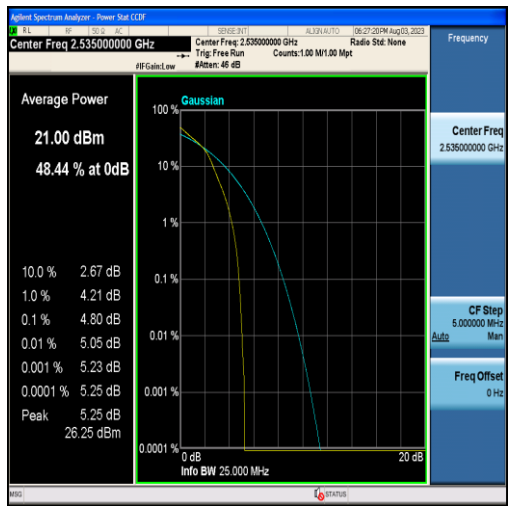 Agilent Spectrum Analyzer - Power Stat CCDF
RL RF 50 Ω AC SENSE:INT ALIGN AUTO 06:27:20 PM Aug 03, 2023
Center Freq 2.535000000 GHz
Center Freq: 2.535000000 GHz Radio Std: None
Trig: Free Run Counts:1.00 M/1.00 Mpt
#IFGain:Low #Atten: 46 dB
Frequency
Average Power
21.00 dBm
48.44 % at 0dB
10.0 % 2.67 dB
1.0 % 4.21 dB
0.1 % 4.80 dB
0.01 % 5.05 dB
0.001 % 5.23 dB
0.0001 % 5.25 dB
Peak 5.25 dB
26.25 dBm
Gaussian
100 %
10 %
1 %
0.1 %
0.01 %
0.001 %
0.0001 %
0 dB 20 dB
Info BW 25.000 MHz
Center Freq
2.535000000 GHz
CF Step
5.000000 MHz
Auto Man
Freq Offset
0 Hz
MSG STATUS